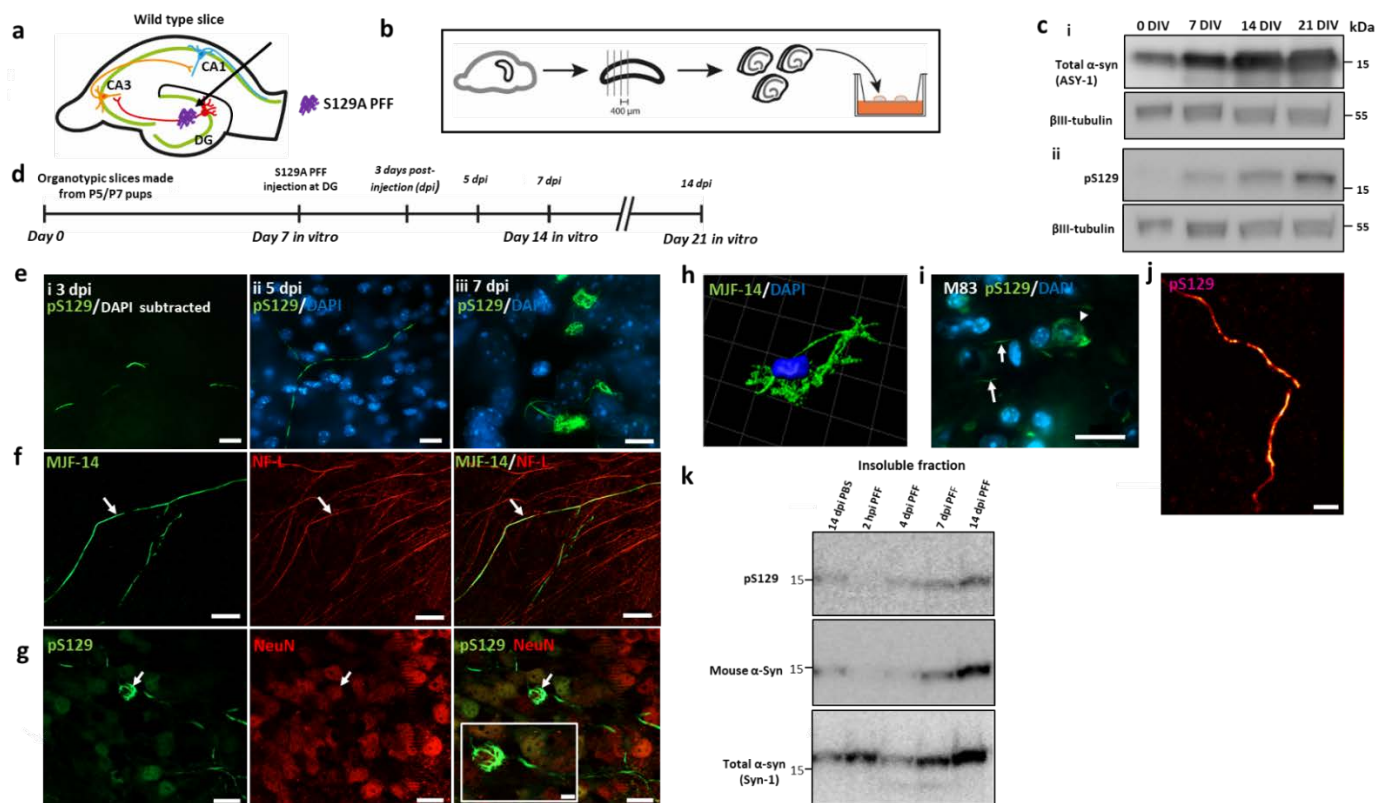 a
Wild type slice
CA1
CA3
DG
S129A PFF
b
400 μm
c
i
0 DIV 7 DIV 14 DIV 21 DIV kDa
Total α-syn
(ASY-1)
15
βIII-tubulin
55
ii
pS129
15
βIII-tubulin
55
d
Organotypic slices made
from P5/P7 pups
S129A PFF
injection at DG
3 days post-
injection (dpi)
5 dpi
7 dpi
14 dpi
Day 0
Day 7 in vitro
Day 14 in vitro
Day 21 in vitro
e
i 3 dpi
pS129/DAPI subtracted
ii 5 dpi
pS129/DAPI
iii 7 dpi
pS129/DAPI
f
MJF-14
NF-L
MJF-14/NF-L
g
pS129
NeuN
pS129 NeuN
h
MJF-14/DAPI
i
M83 pS129/DAPI
j
pS129
k
Insoluble fraction
14 dpi PBS
2 hpi PFF
4 dpi PFF
7 dpi PFF
14 dpi PFF
pS129
15
Mouse α-Syn
15
Total α-syn
(Syn-1)
15